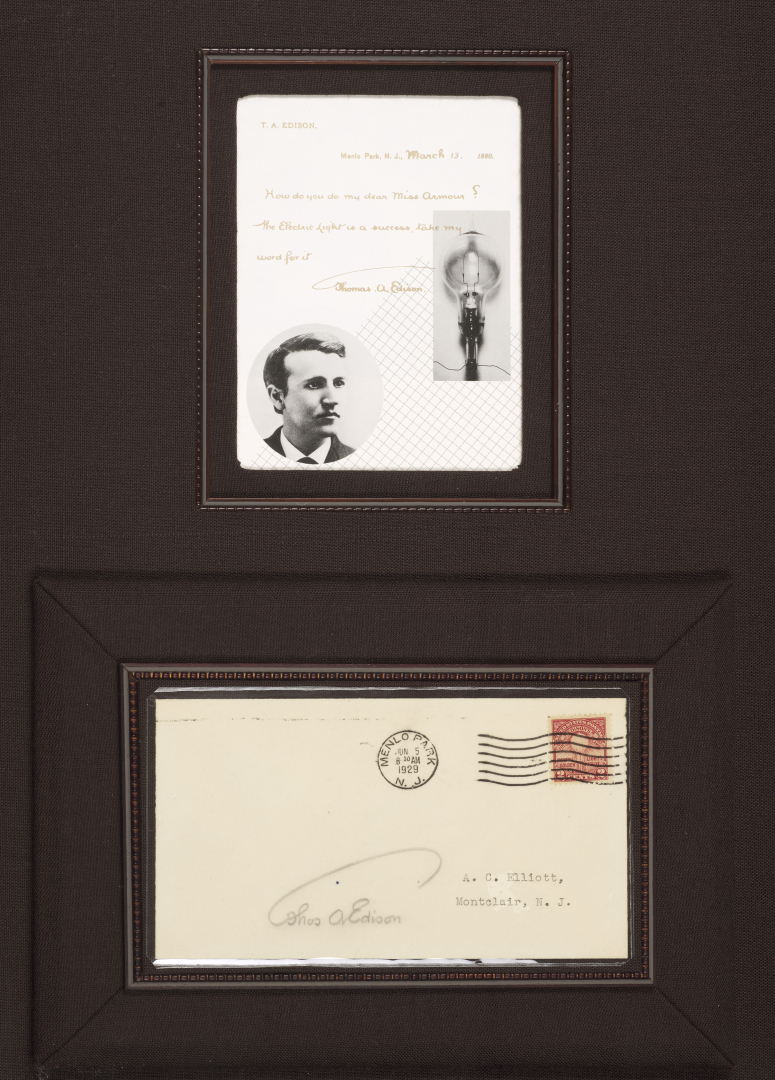 T. A. EDISON,
Menlo Park, N. J., March 13. 1880.
How do you do my dear Miss Armour?
The Electric Light is a success, take my
word for it
Thomas A Edison
MENLO PARK
JUN 5
8 30 AM
1929
N. J.
A. C. Elliott,
Montclair, N. J.
Thos A Edison